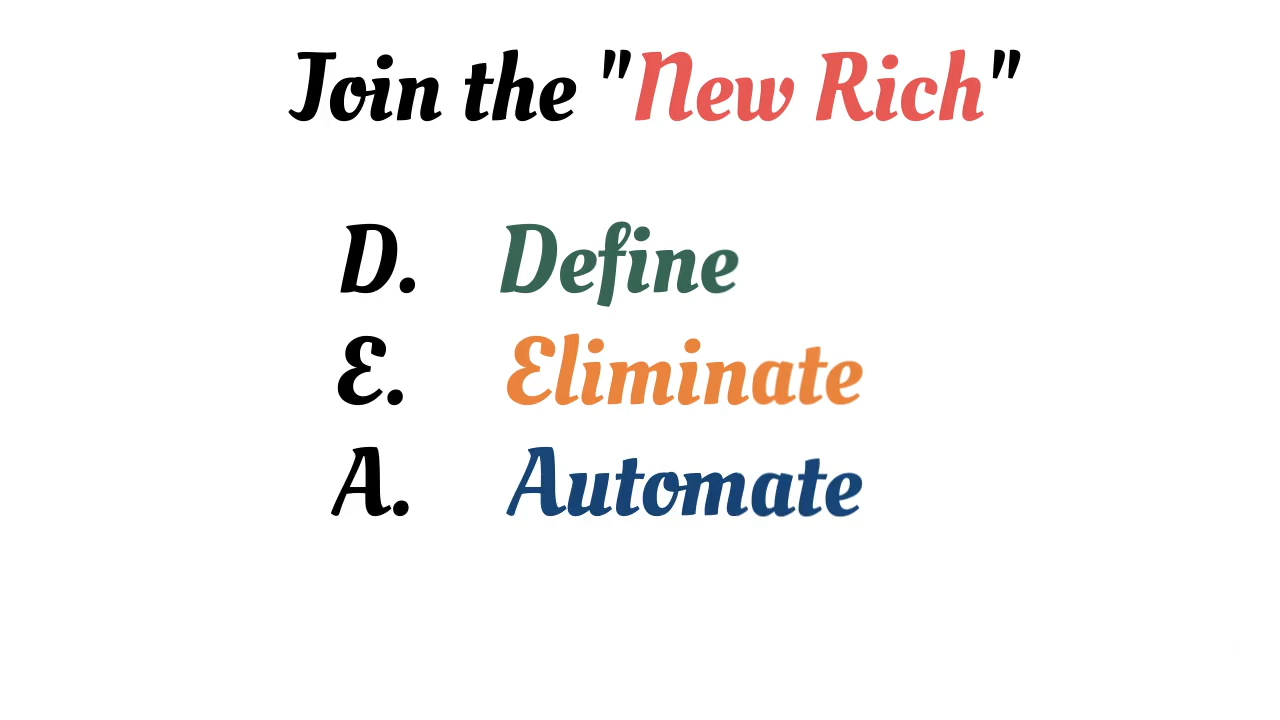 Join the "New Rich"
D. Define
E. Eliminate
A. Automate